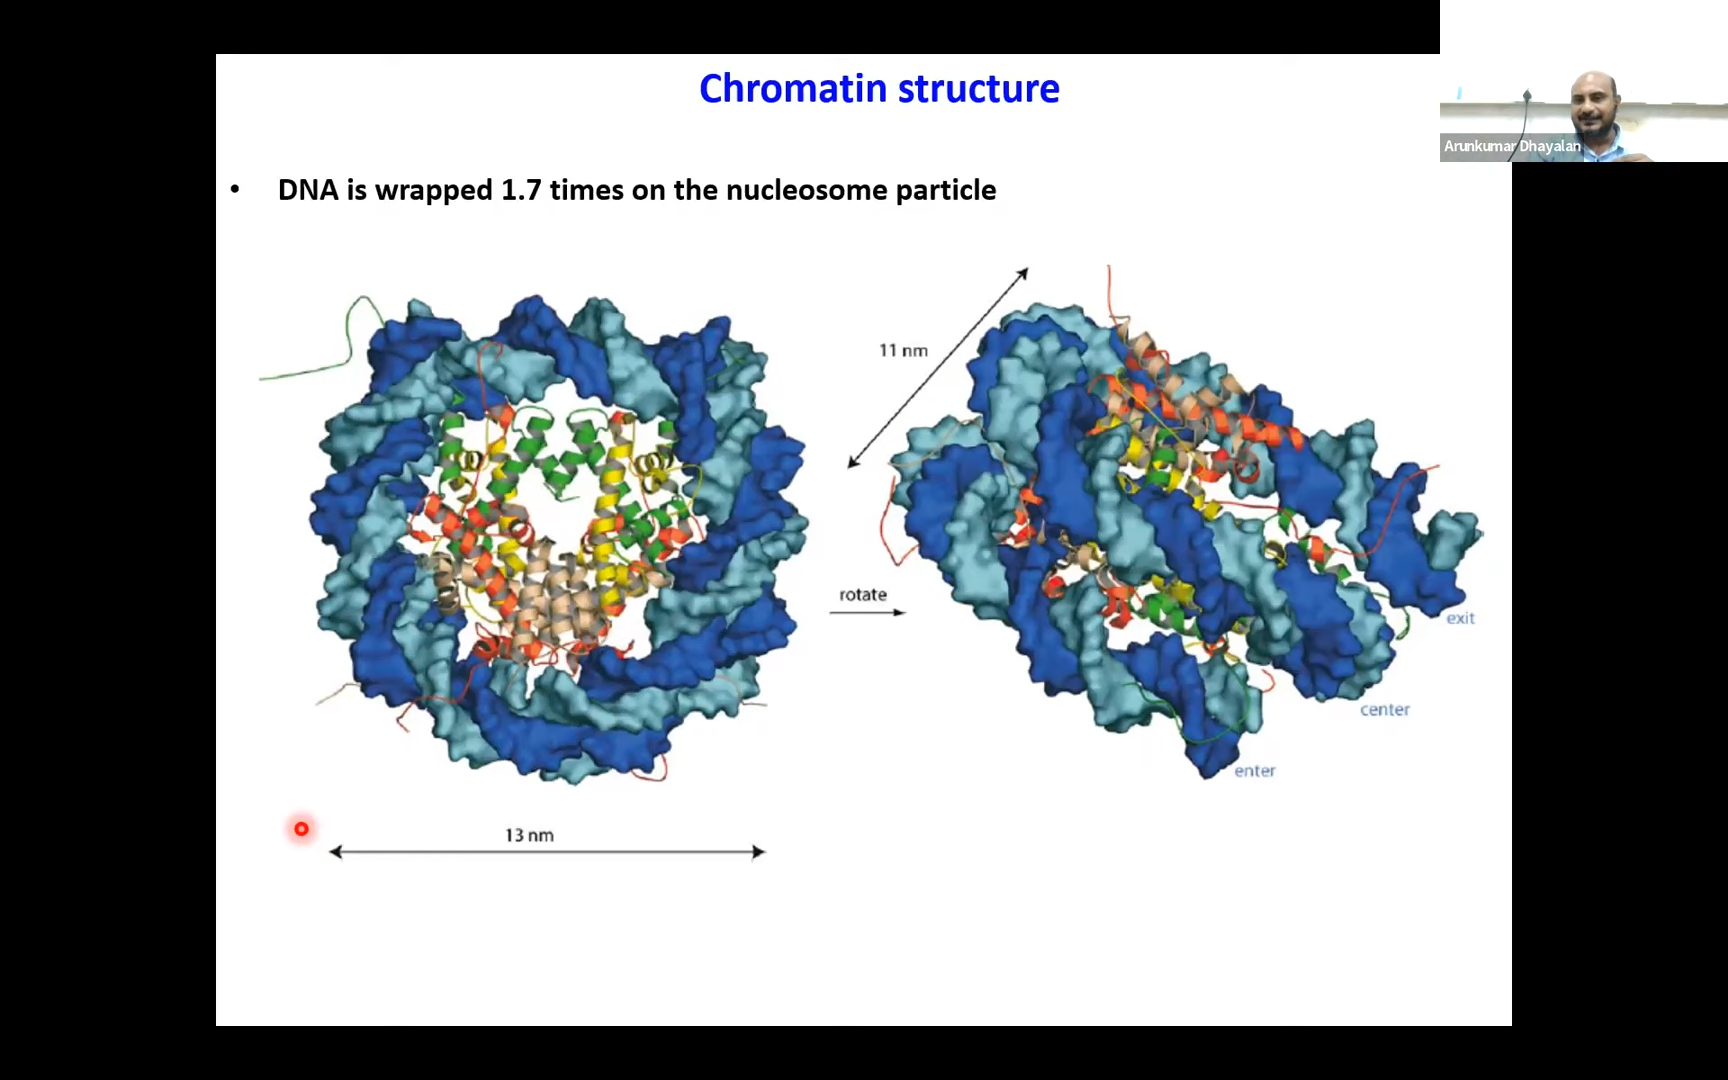 Chromatin structure
Arunkumar Dhayalan
• DNA is wrapped 1.7 times on the nucleosome particle
11 nm
rotate
exit
center
enter
13 nm